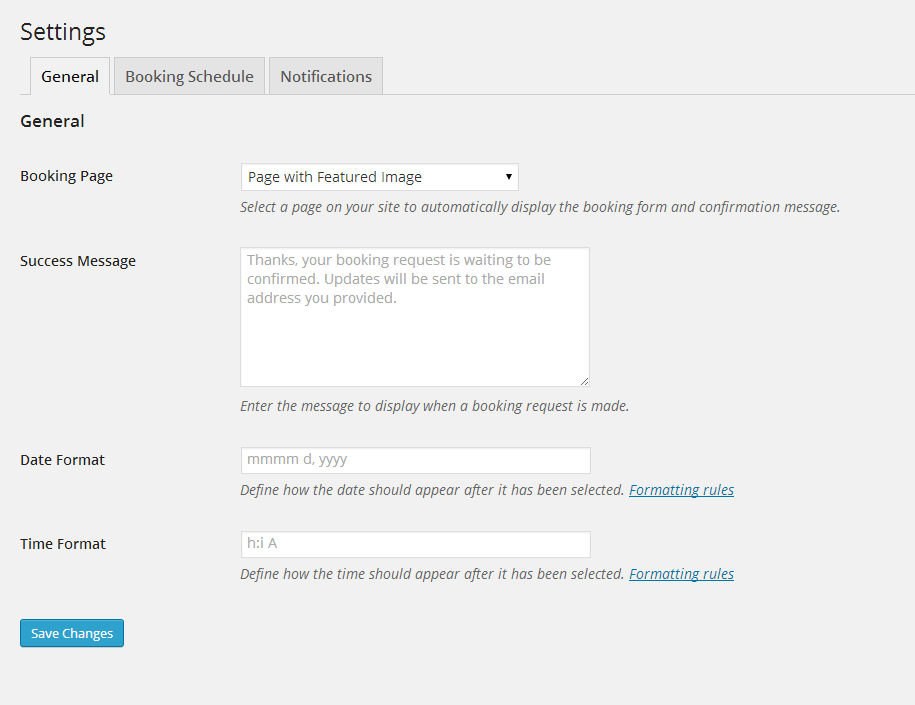 Settings
General
Booking Schedule
Notifications
General
Booking Page
Page with Featured Image
Select a page on your site to automatically display the booking form and confirmation message.
Success Message
Thanks, your booking request is waiting to be
confirmed. Updates will be sent to the email
address you provided.
Enter the message to display when a booking request is made.
Date Format
mmmm d, yyyy
Define how the date should appear after it has been selected. Formatting rules
Time Format
h:i A
Define how the time should appear after it has been selected. Formatting rules
Save Changes